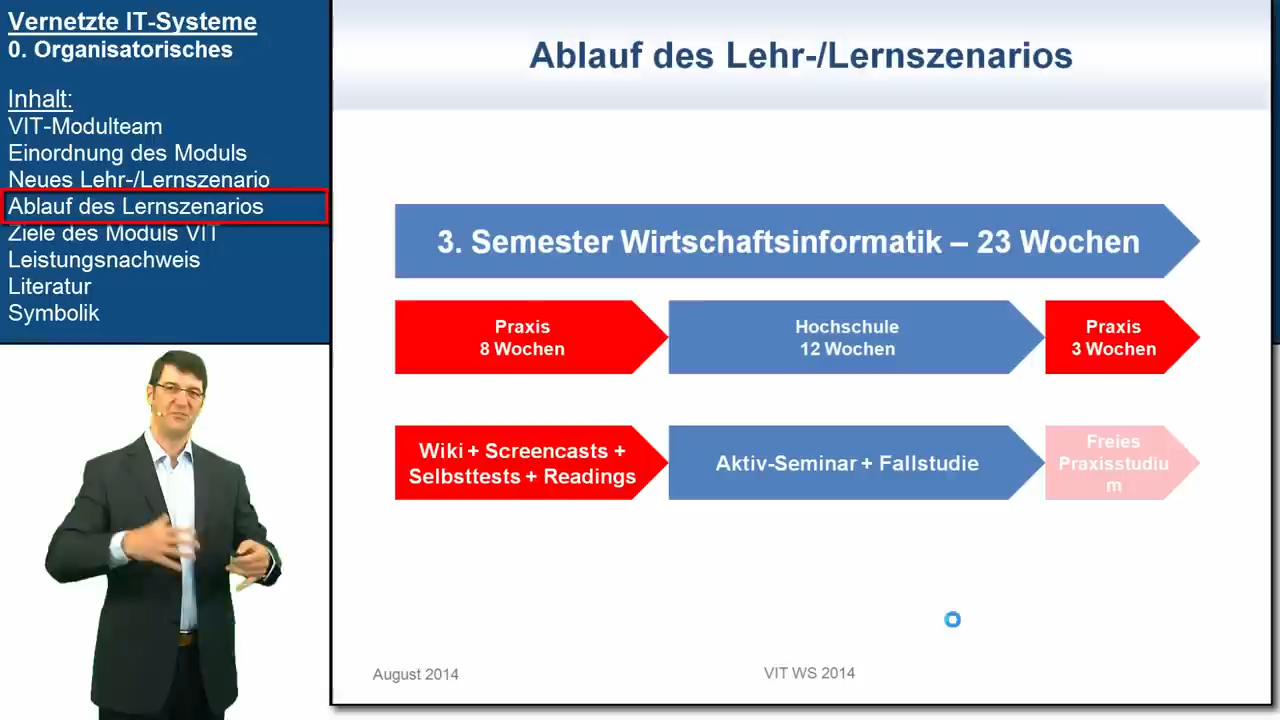 Vernetzte IT-Systeme
0. Organisatorisches
Inhalt:
VIT-Modulteam
Einordnung des Moduls
Neues Lehr-/Lernszenario
Ablauf des Lernszenarios
Ziele des Moduls VIT
Leistungsnachweis
Literatur
Symbolik
Ablauf des Lehr-/Lernszenarios
3. Semester Wirtschaftsinformatik – 23 Wochen
Praxis
8 Wochen
Hochschule
12 Wochen
Praxis
3 Wochen
Wiki + Screencasts +
Selbsttests + Readings
Aktiv-Seminar + Fallstudie
Freies
Praxisstudiu
m
August 2014
VIT WS 2014